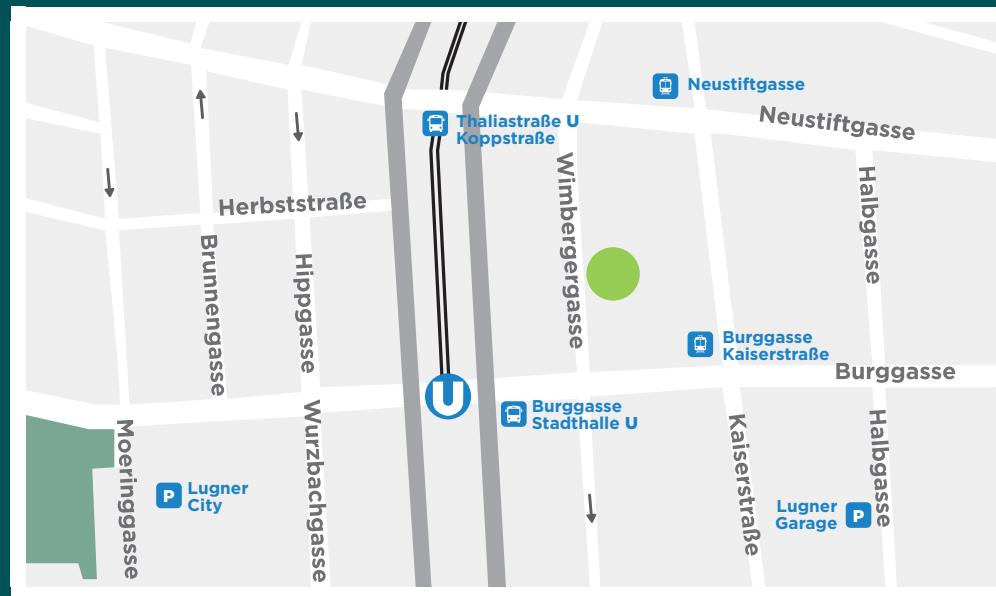 Neustiftgasse
Neustiftgasse
Thaliastraße U
Koppstraße
Herbststraße
Wimbergergasse
Halbgasse
Brunnengasse
Hippgasse
Burggasse
Kaiserstraße
Burggasse
U
Burggasse
Stadthalle U
Moeringgasse
Wurzbachgasse
Kaiserstraße
Halbgasse
P
Lugner
City
Lugner
Garage
P